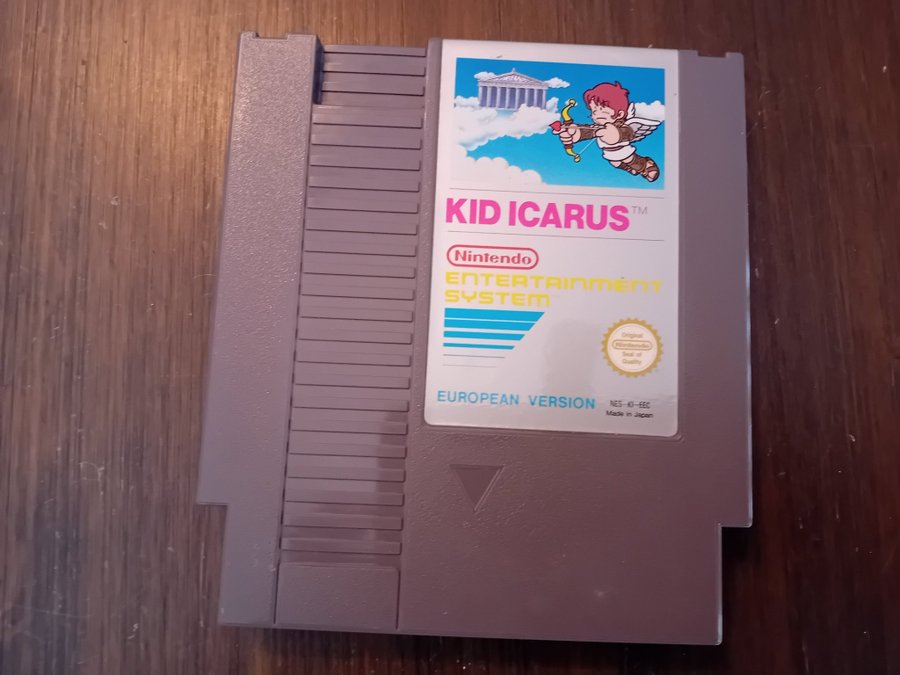 KID ICARUS™
Nintendo
ENTERTAINMENT
SYSTEM™
Original
Nintendo
Seal of
Quality
EUROPEAN VERSION
NES-KI-EEC
Made in Japan